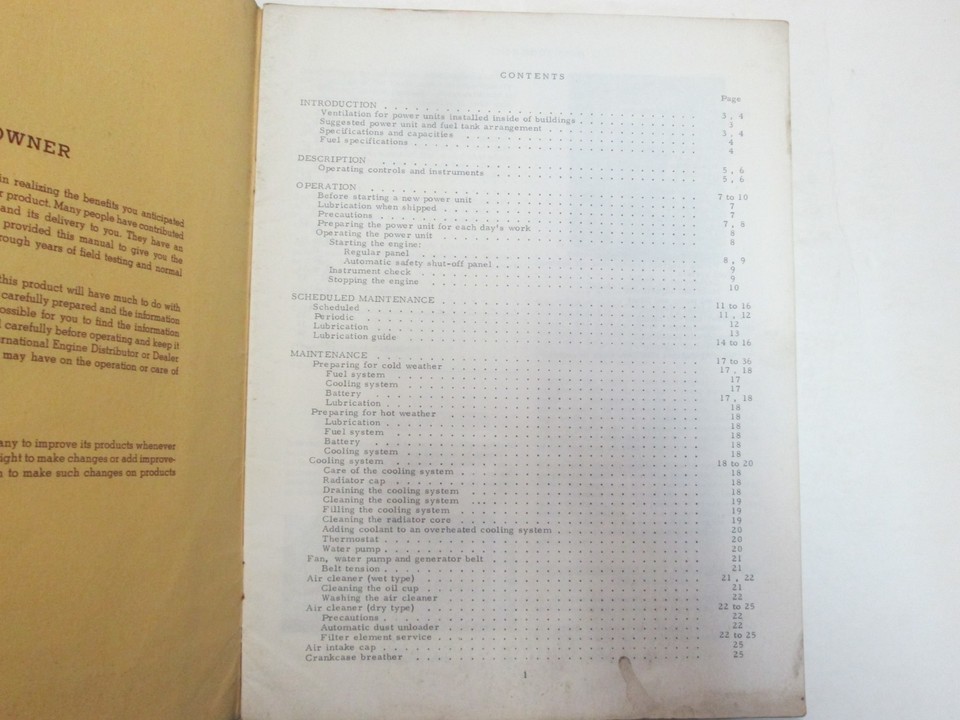 OWNER
in realizing the benefits you anticipated
r product. Many people have contributed
and its delivery to you. They have an
provided this manual to give you the
rough years of field testing and normal
this product will have much to do with
carefully prepared and the information
ossible for you to find the information
l carefully before operating and keep it
ernational Engine Distributor or Dealer
may have on the operation or care of
any to improve its products whenever
ight to make changes or add improve-
n to make such changes on products
CONTENTS
Page
INTRODUCTION 3, 4
Ventilation for power units installed inside of buildings 3
Suggested power unit and fuel tank arrangement 3, 4
Specifications and capacities 4
Fuel specifications 4
DESCRIPTION 5, 6
Operating controls and instruments 5, 6
OPERATION 7 to 10
Before starting a new power unit 7
Lubrication when shipped 7
Precautions 7, 8
Preparing the power unit for each day's work 8
Operating the power unit 8
Starting the engine:
Regular panel 8, 9
Automatic safety shut-off panel 9
Instrument check 9
Stopping the engine 10
SCHEDULED MAINTENANCE 11 to 16
Scheduled 11, 12
Periodic 12
Lubrication 13
Lubrication guide 14 to 16
MAINTENANCE 17 to 36
Preparing for cold weather 17, 18
Fuel system 17
Cooling system 17
Battery 17, 18
Lubrication 18
Preparing for hot weather 18
Lubrication 18
Fuel system 18
Battery 18
Cooling system 18
Cooling system 18 to 20
Care of the cooling system 18
Radiator cap 18
Draining the cooling system 18
Cleaning the cooling system 19
Filling the cooling system 19
Cleaning the radiator core 19
Adding coolant to an overheated cooling system 20
Thermostat 20
Water pump 20
Fan, water pump and generator belt 21
Belt tension 21
Air cleaner (wet type) 21, 22
Cleaning the oil cup 21
Washing the air cleaner 22
Air cleaner (dry type) 22 to 25
Precautions 22
Automatic dust unloader 22
Filter element service 22 to 25
Air intake cap 25
Crankcase breather 25
1